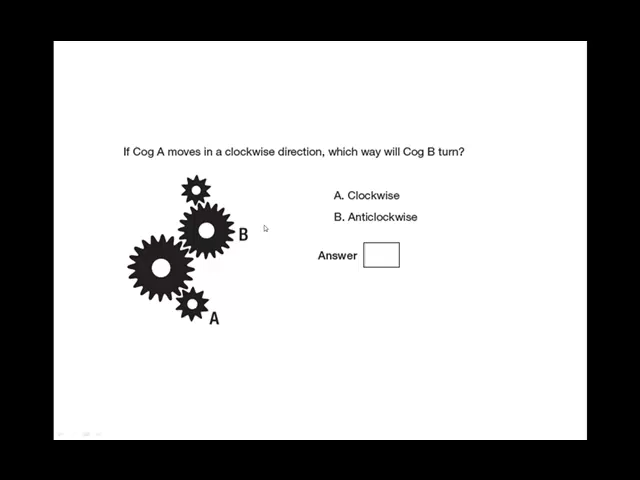 If Cog A moves in a clockwise direction, which way will Cog B turn?
A. Clockwise
B. Anticlockwise
B
Answer
A